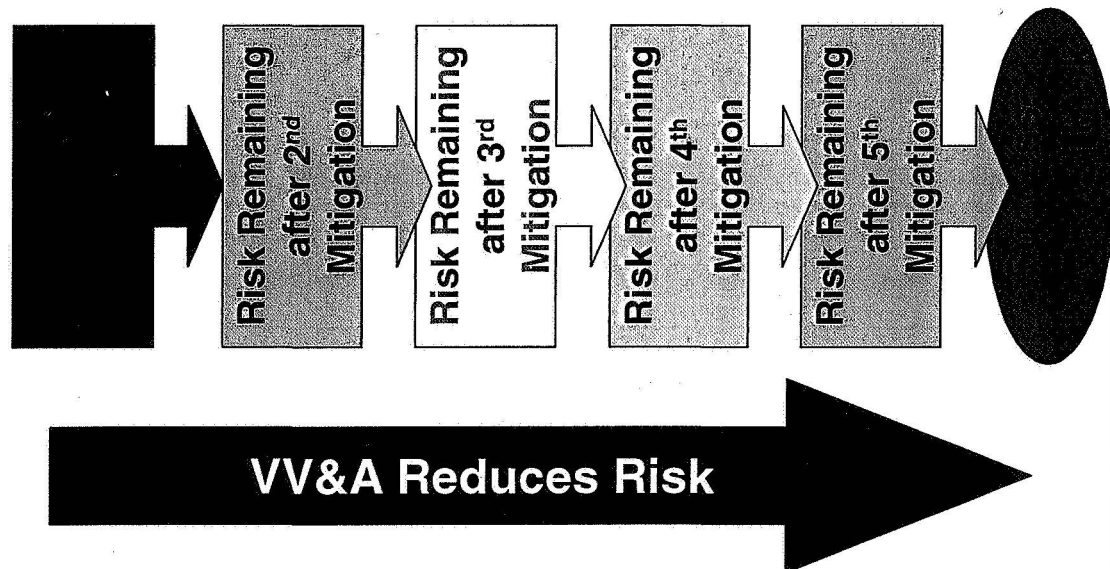 Risk Remaining
after 2nd
Mitigation
Risk Remaining
after 3rd
Mitigation
Risk Remaining
after 4th
Mitigation
Risk Remaining
after 5th
Mitigation
VV&A Reduces Risk